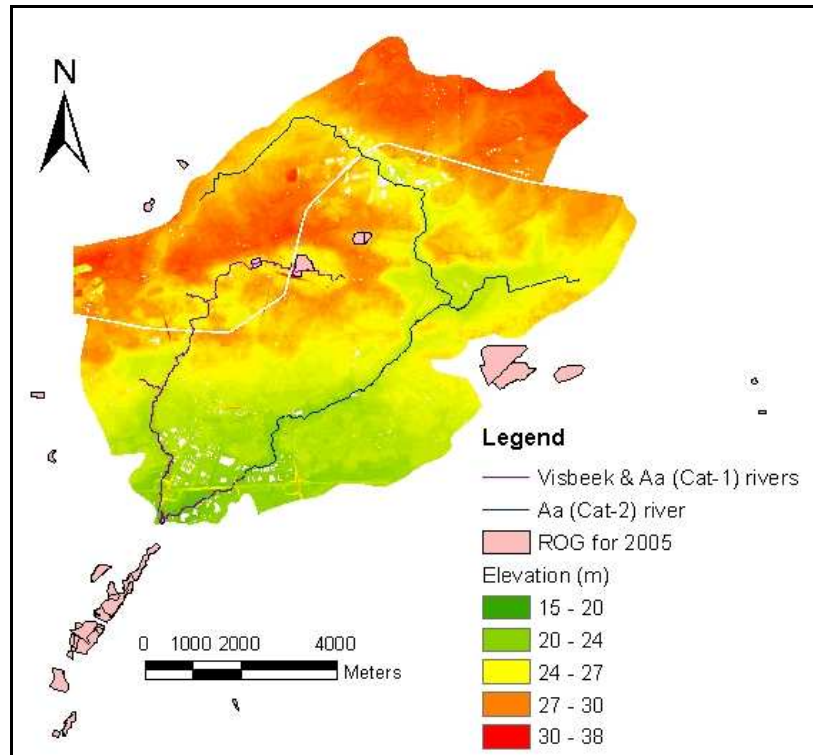 N
Legend
Visbeek & Aa (Cat-1) rivers
Aa (Cat-2) river
ROG for 2005
Elevation (m)
15 - 20
20 - 24
24 - 27
27 - 30
30 - 38
0 1000 2000 4000
Meters